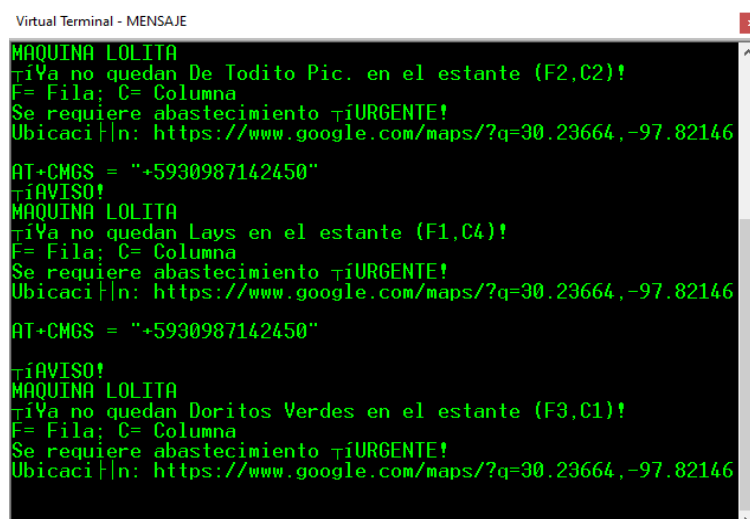 Virtual Terminal - MENSAJE
MAQUINA LOLITA
┬íYa no quedan De Todito Pic. en el estante (F2,C2)!
F= Fila; C= Columna
Se requiere abastecimiento ┬íURGENTE!
Ubicaci├|n: https://www.google.com/maps/?q=30.23664,-97.82146
AT+CMGS = "+5930987142450"
┬íAVISO!
MAQUINA LOLITA
┬íYa no quedan Lays en el estante (F1,C4)!
F= Fila; C= Columna
Se requiere abastecimiento ┬íURGENTE!
Ubicaci├|n: https://www.google.com/maps/?q=30.23664,-97.82146
AT+CMGS = "+5930987142450"
┬íAVISO!
MAQUINA LOLITA
┬íYa no quedan Doritos Verdes en el estante (F3,C1)!
F= Fila; C= Columna
Se requiere abastecimiento ┬íURGENTE!
Ubicaci├|n: https://www.google.com/maps/?q=30.23664,-97.82146